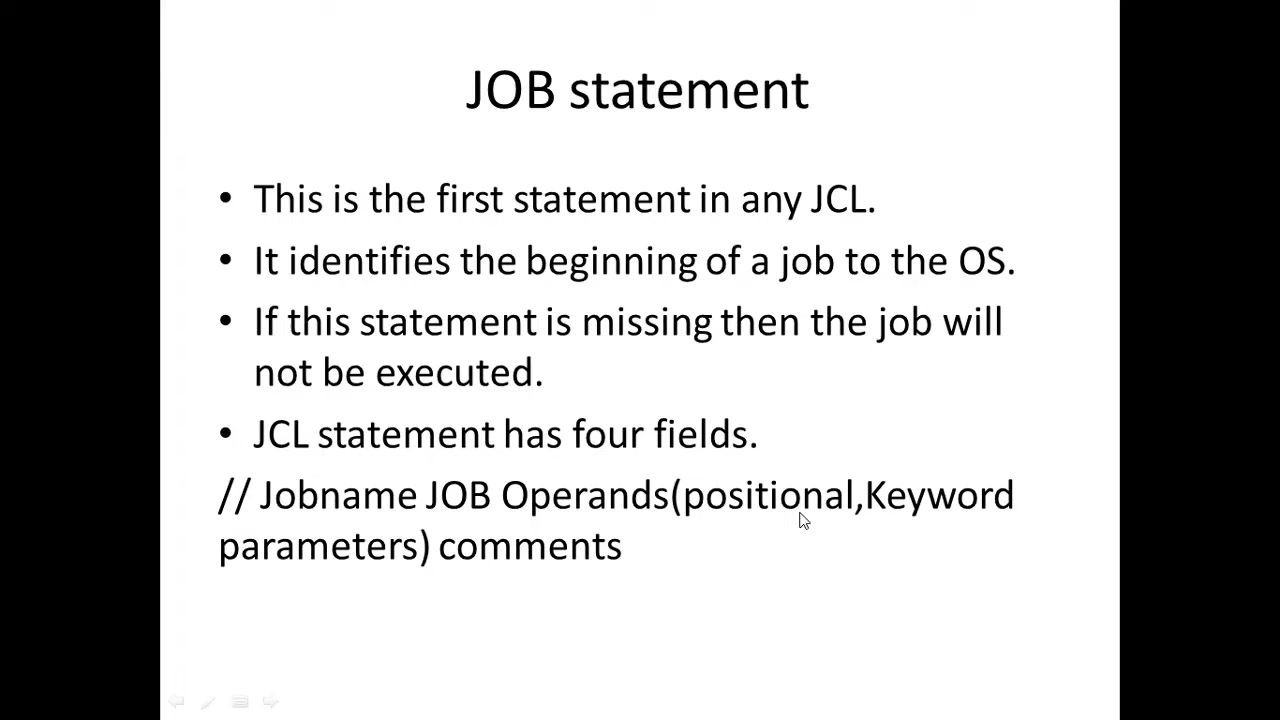 JOB statement
• This is the first statement in any JCL.
• It identifies the beginning of a job to the OS.
• If this statement is missing then the job will
not be executed.
• JCL statement has four fields.
// Jobname JOB Operands(positional,Keyword
parameters) comments